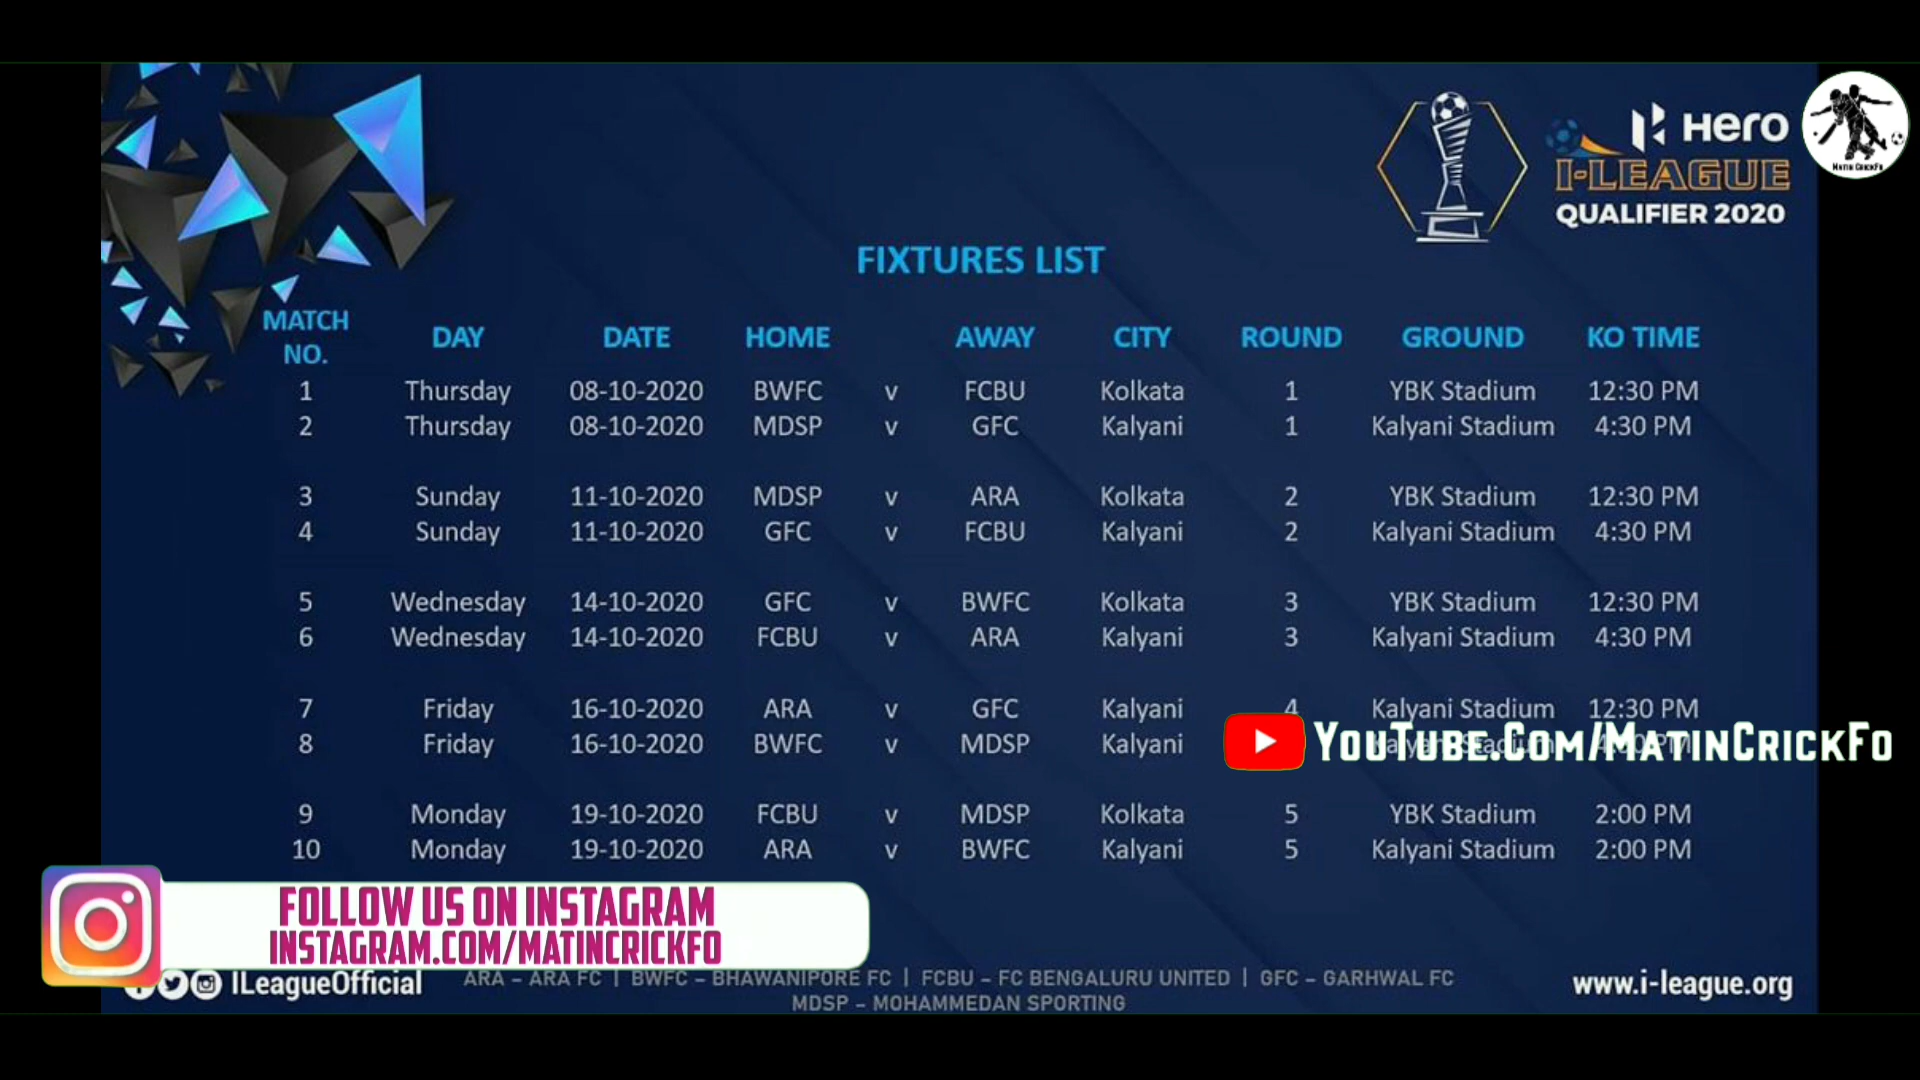 Hero
I-LEAGUE
QUALIFIER 2020
MATIN CRICKFO
FIXTURES LIST
MATCH NO. DAY DATE HOME AWAY CITY ROUND GROUND KO TIME
1 Thursday 08-10-2020 BWFC v FCBU Kolkata 1 YBK Stadium 12:30 PM
2 Thursday 08-10-2020 MDSP v GFC Kalyani 1 Kalyani Stadium 4:30 PM
3 Sunday 11-10-2020 MDSP v ARA Kolkata 2 YBK Stadium 12:30 PM
4 Sunday 11-10-2020 GFC v FCBU Kalyani 2 Kalyani Stadium 4:30 PM
5 Wednesday 14-10-2020 GFC v BWFC Kolkata 3 YBK Stadium 12:30 PM
6 Wednesday 14-10-2020 FCBU v ARA Kalyani 3 Kalyani Stadium 4:30 PM
7 Friday 16-10-2020 ARA v GFC Kalyani 4 Kalyani Stadium 12:30 PM
8 Friday 16-10-2020 BWFC v MDSP Kalyani
YOUTUBE.COM/MATINCRICKFO
9 Monday 19-10-2020 FCBU v MDSP Kolkata 5 YBK Stadium 2:00 PM
10 Monday 19-10-2020 ARA v BWFC Kalyani 5 Kalyani Stadium 2:00 PM
FOLLOW US ON INSTAGRAM
INSTAGRAM.COM/MATINCRICKFO
ILeagueOfficial
ARA – ARA FC | BWFC – BHAWANIPORE FC | FCBU – FC BENGALURU UNITED | GFC – GARHWAL FC
MDSP – MOHAMMEDAN SPORTING
www.i-league.org